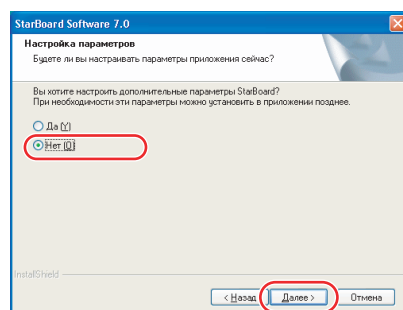 StarBoard Software 7.0
Настройка параметров
Будете ли вы настраивать параметры приложения сейчас?
Вы хотите настроить дополнительные параметры StarBoard?
При необходимости эти параметры можно установить в приложении позднее.
Да (Y)
Нет (O)
InstallShield
< Назад
Далее >
Отмена